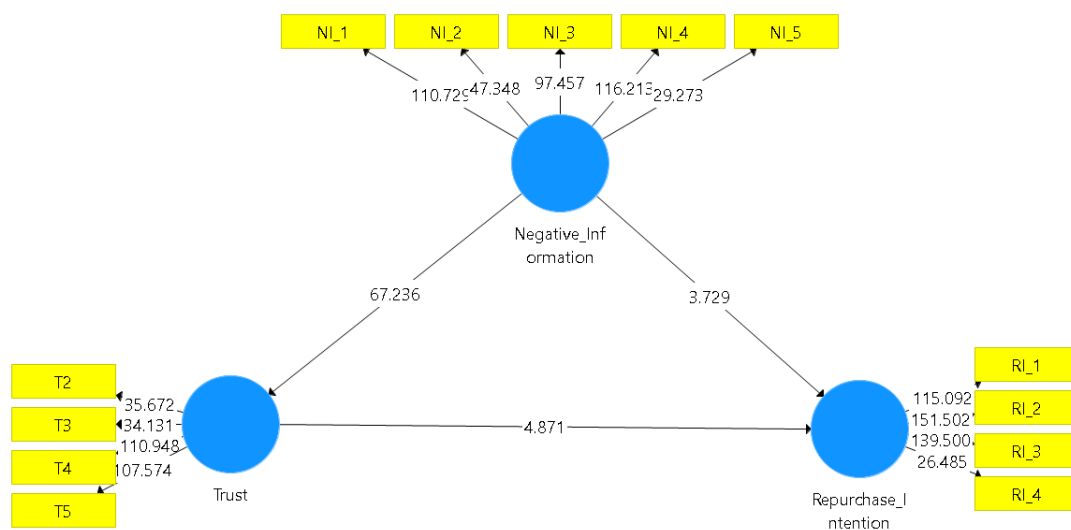 NI_1
NI_2
NI_3
NI_4
NI_5
110.729
47.348
97.457
116.213
29.273
Negative_Inf
ormation
67.236
3.729
T2
T3
T4
T5
35.672
34.131
110.948
107.574
Trust
4.871
115.092
151.502
139.500
26.485
RI_1
RI_2
RI_3
RI_4
Repurchase_I
ntention